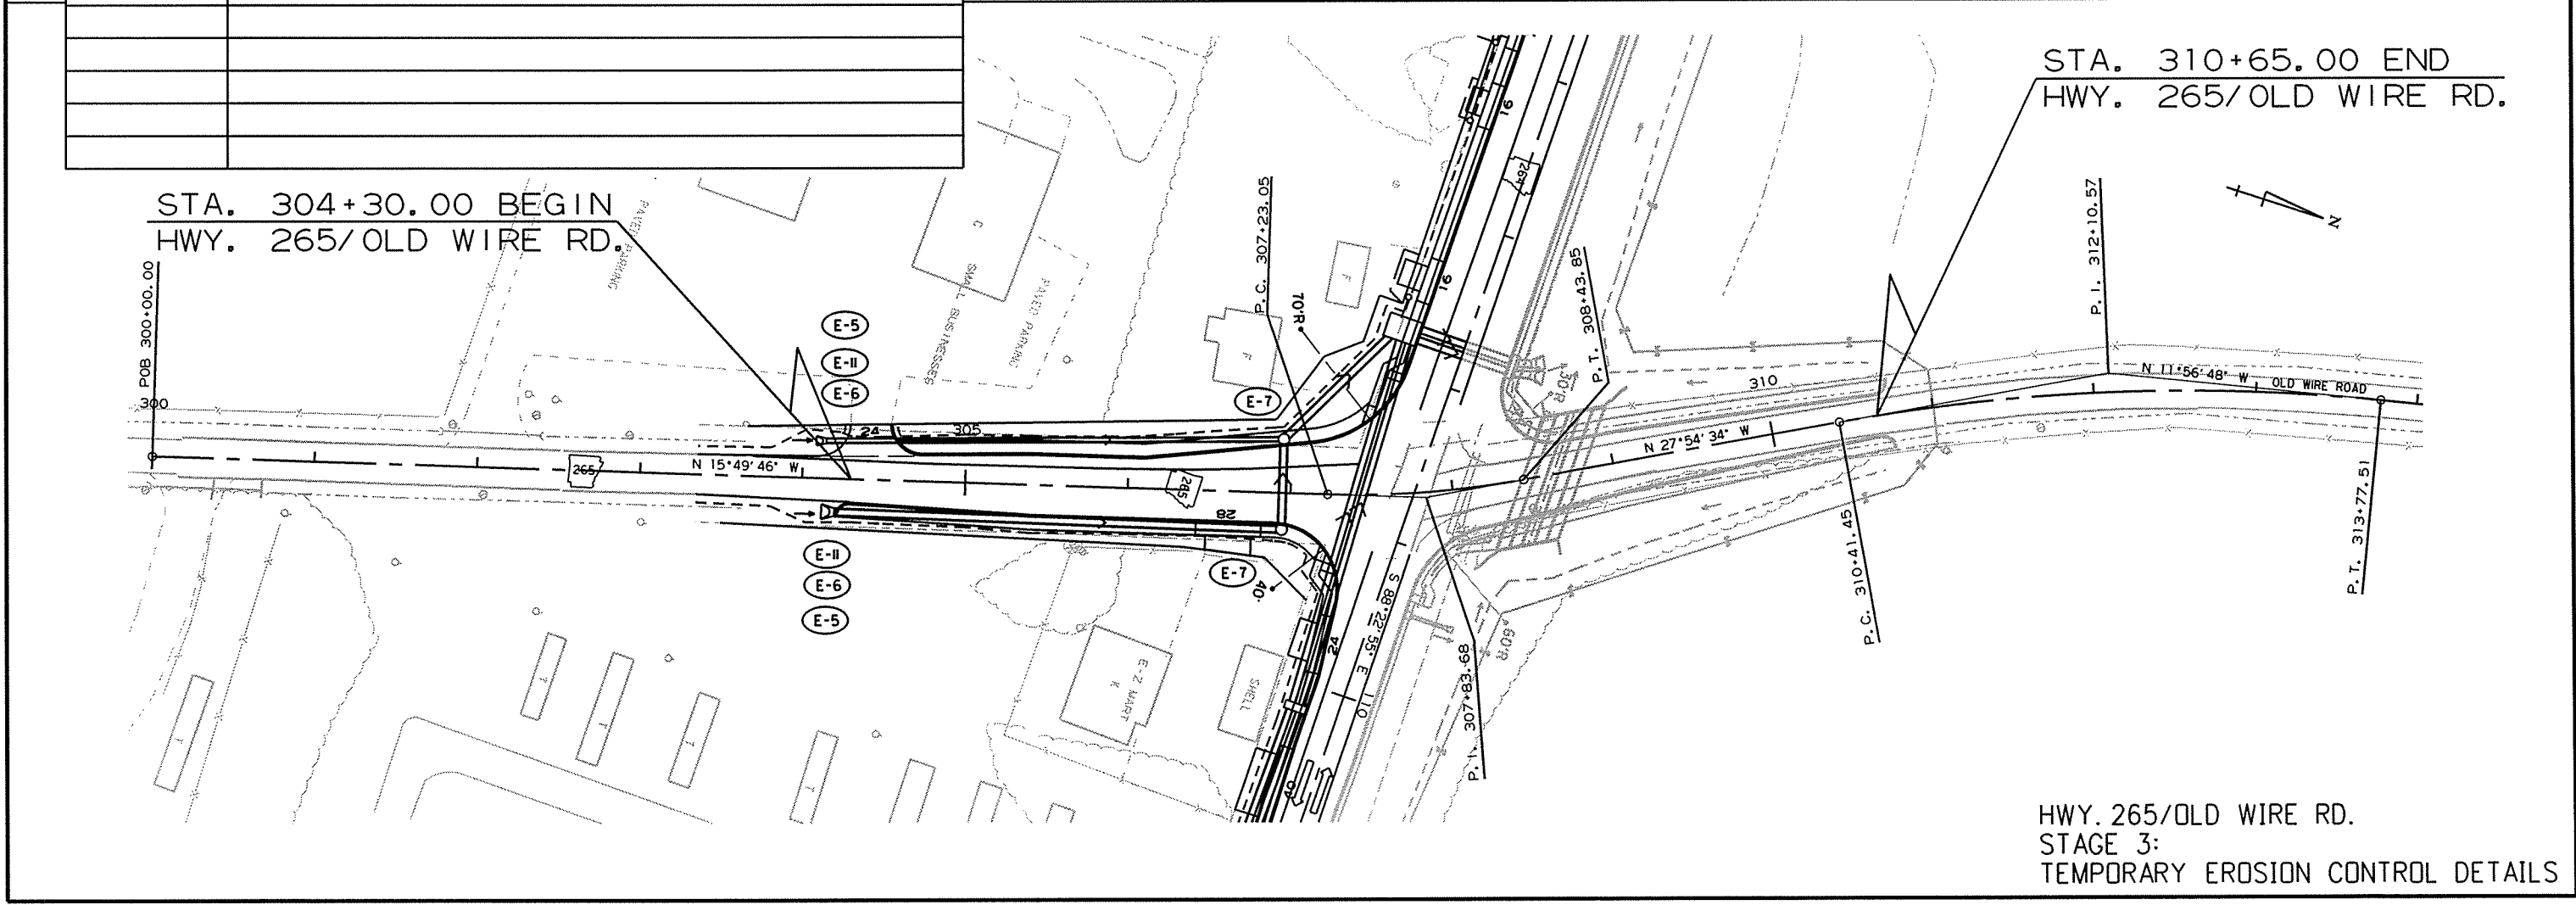 STA. 310+65.00 END
HWY. 265/OLD WIRE RD.
STA. 304+30.00 BEGIN
HWY. 265/OLD WIRE RD.
POB 300+00.00
300
PAVED PARKING
C
SMALL BUSINESSES
PAVED PARKING
P.C. 307+23.05
70'R
F
F
16
16
264
P.T. 308+43.85
P.I. 312+10.57
N
E-5
E-11
E-6
E-7
24
305
30'R
310
N 11°56'48" W
OLD WIRE ROAD
265
N 15°49'46" W
265
N 27°54'34" W
28
E-11
E-6
E-5
E-7
40'
S 88°22'55" E
110
60'R
P.I. 307+83.68
P.C. 310+41.45
P.T. 313+77.51
24
E-Z MART
K
SHELL
T
T
T
T
T
40
HWY. 265/OLD WIRE RD.
STAGE 3:
TEMPORARY EROSION CONTROL DETAILS